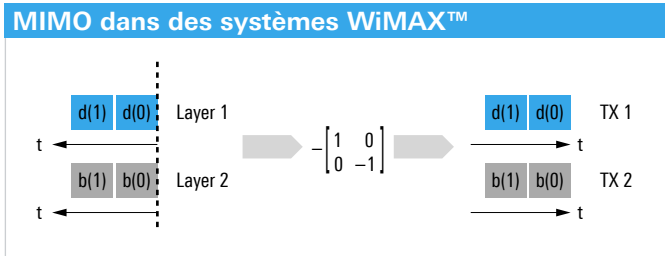 MIMO dans des systèmes WiMAX™
d(1) d(0) Layer 1
t
b(1) b(0) Layer 2
t
–[1 0
0 –1]
d(1) d(0) TX 1
t
b(1) b(0) TX 2
t